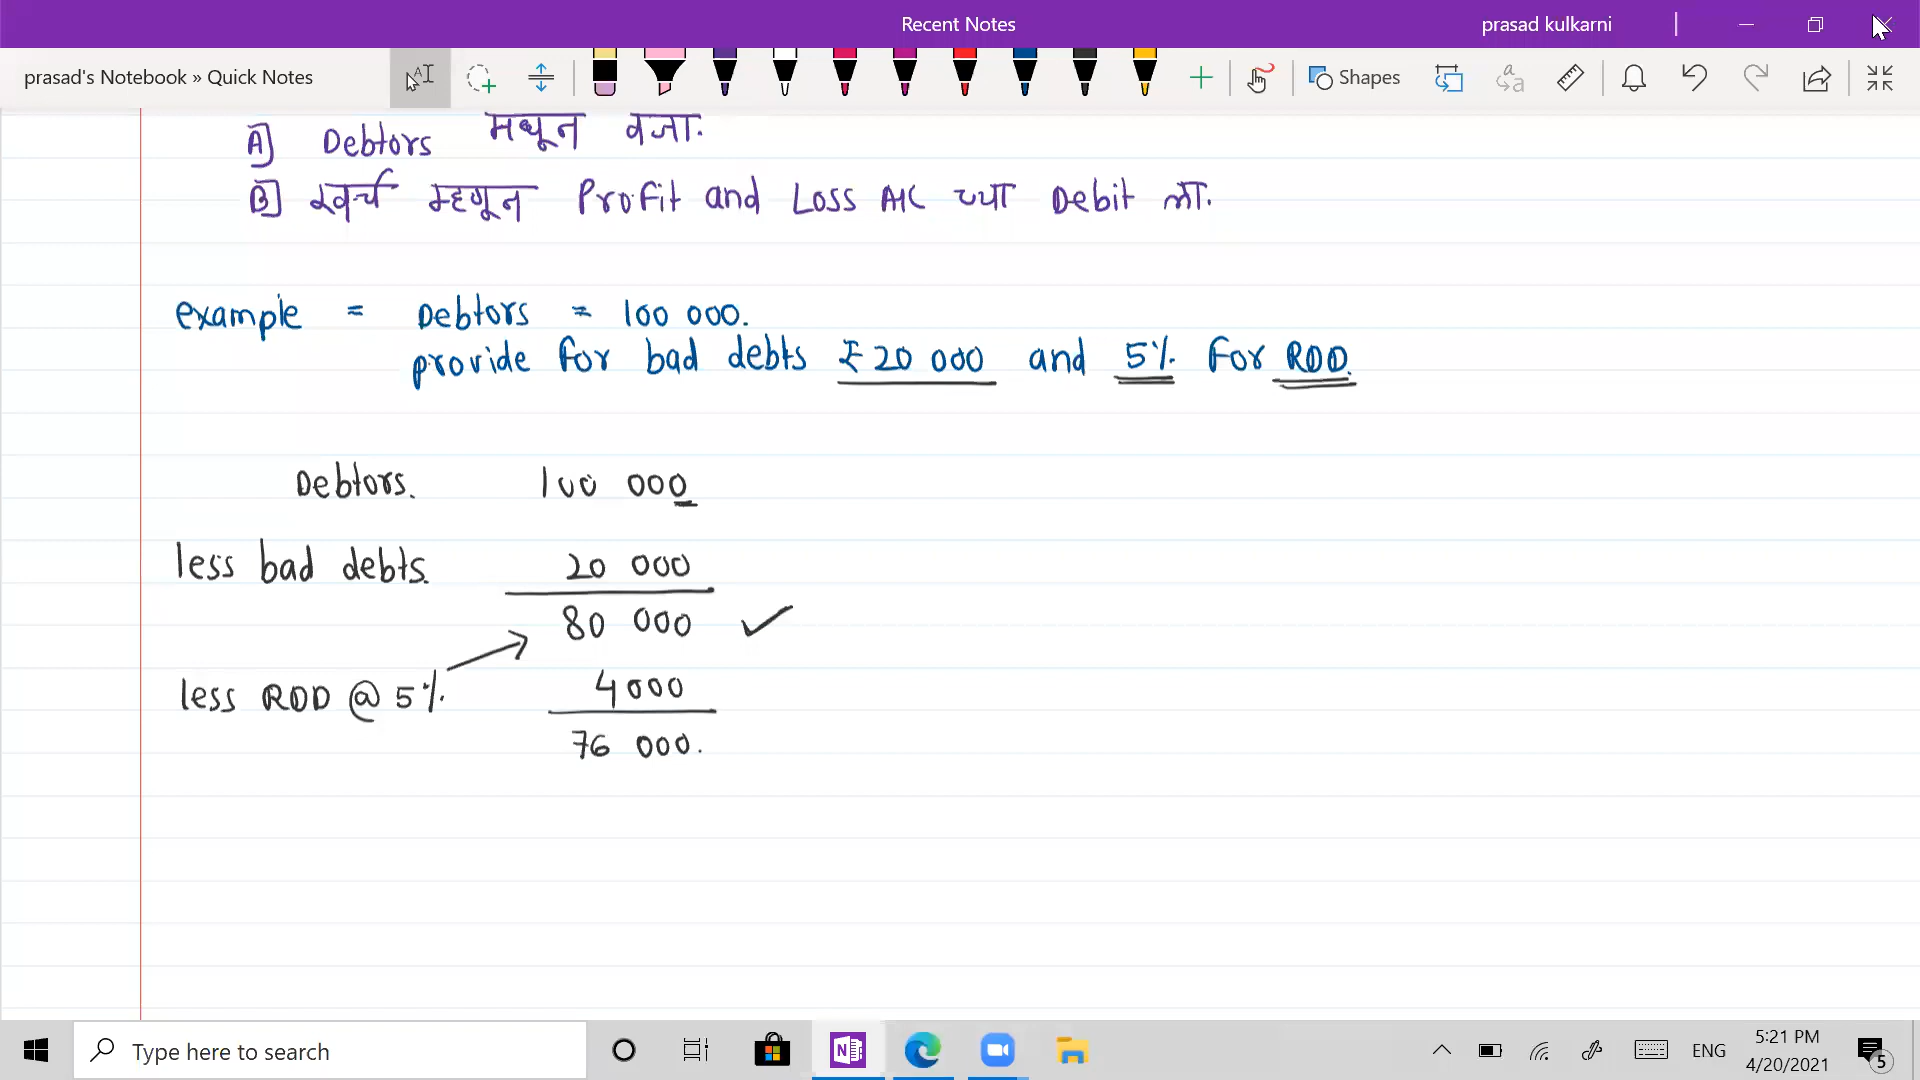 Recent Notes
prasad kulkarni
prasad's Notebook » Quick Notes
Shapes
A] Debtors मधून वजा.
B] खर्च म्हणून Profit and Loss A/C च्या Debit ला.
example = Debtors = 100 000.
provide for bad debts ₹ 20 000 and 5% for RDD.
Debtors. 100 000
less bad debts. 20 000
80 000 ✓
less RDD @ 5% 4000
76 000.
Type here to search
ENG
5:21 PM
4/20/2021
5